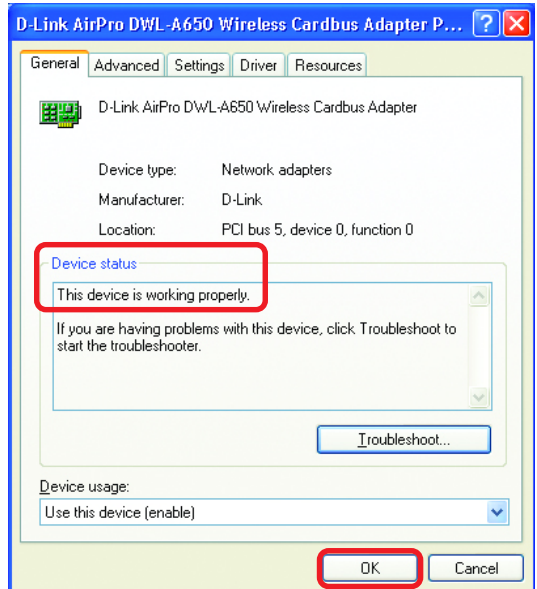 D-Link AirPro DWL-A650 Wireless Cardbus Adapter P...
General Advanced Settings Driver Resources
D-Link AirPro DWL-A650 Wireless Cardbus Adapter
Device type: Network adapters
Manufacturer: D-Link
Location: PCI bus 5, device 0, function 0
Device status
This device is working properly.
If you are having problems with this device, click Troubleshoot to
start the troubleshooter.
Troubleshoot...
Device usage:
Use this device (enable)
OK Cancel